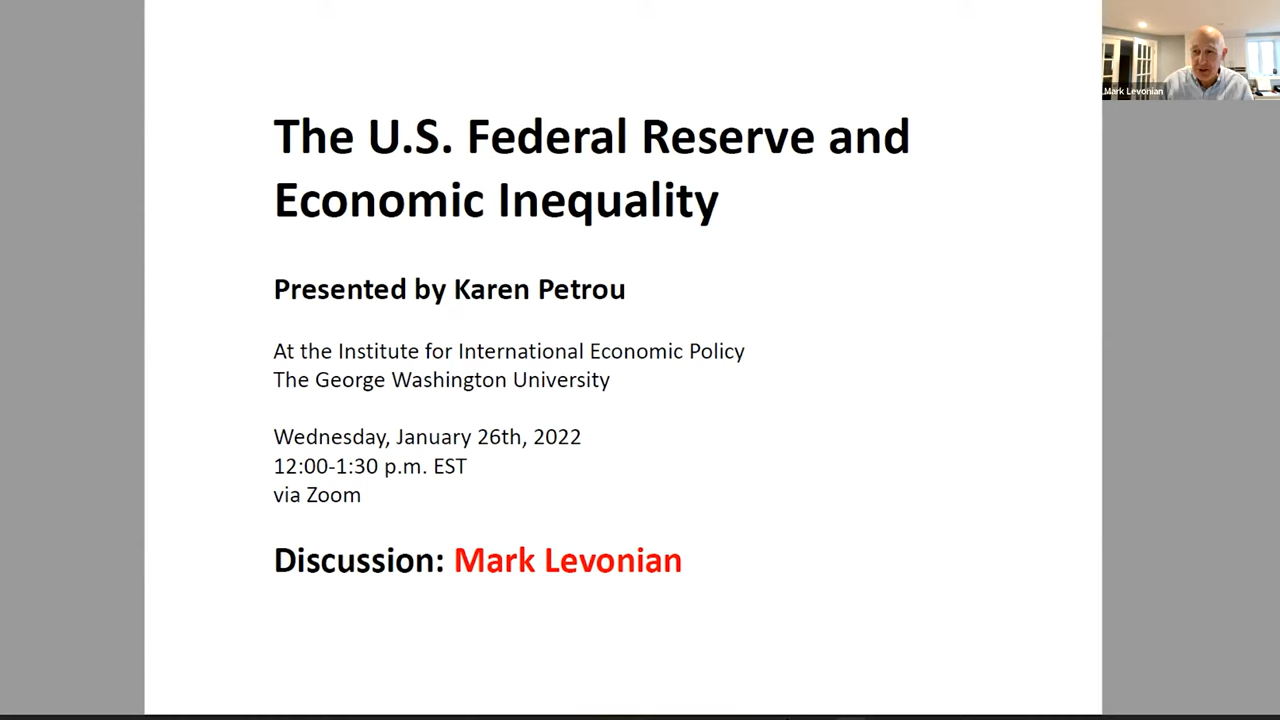 The U.S. Federal Reserve and
Economic Inequality
Presented by Karen Petrou
At the Institute for International Economic Policy
The George Washington University
Wednesday, January 26th, 2022
12:00-1:30 p.m. EST
via Zoom
Discussion: Mark Levonian
Mark Levonian